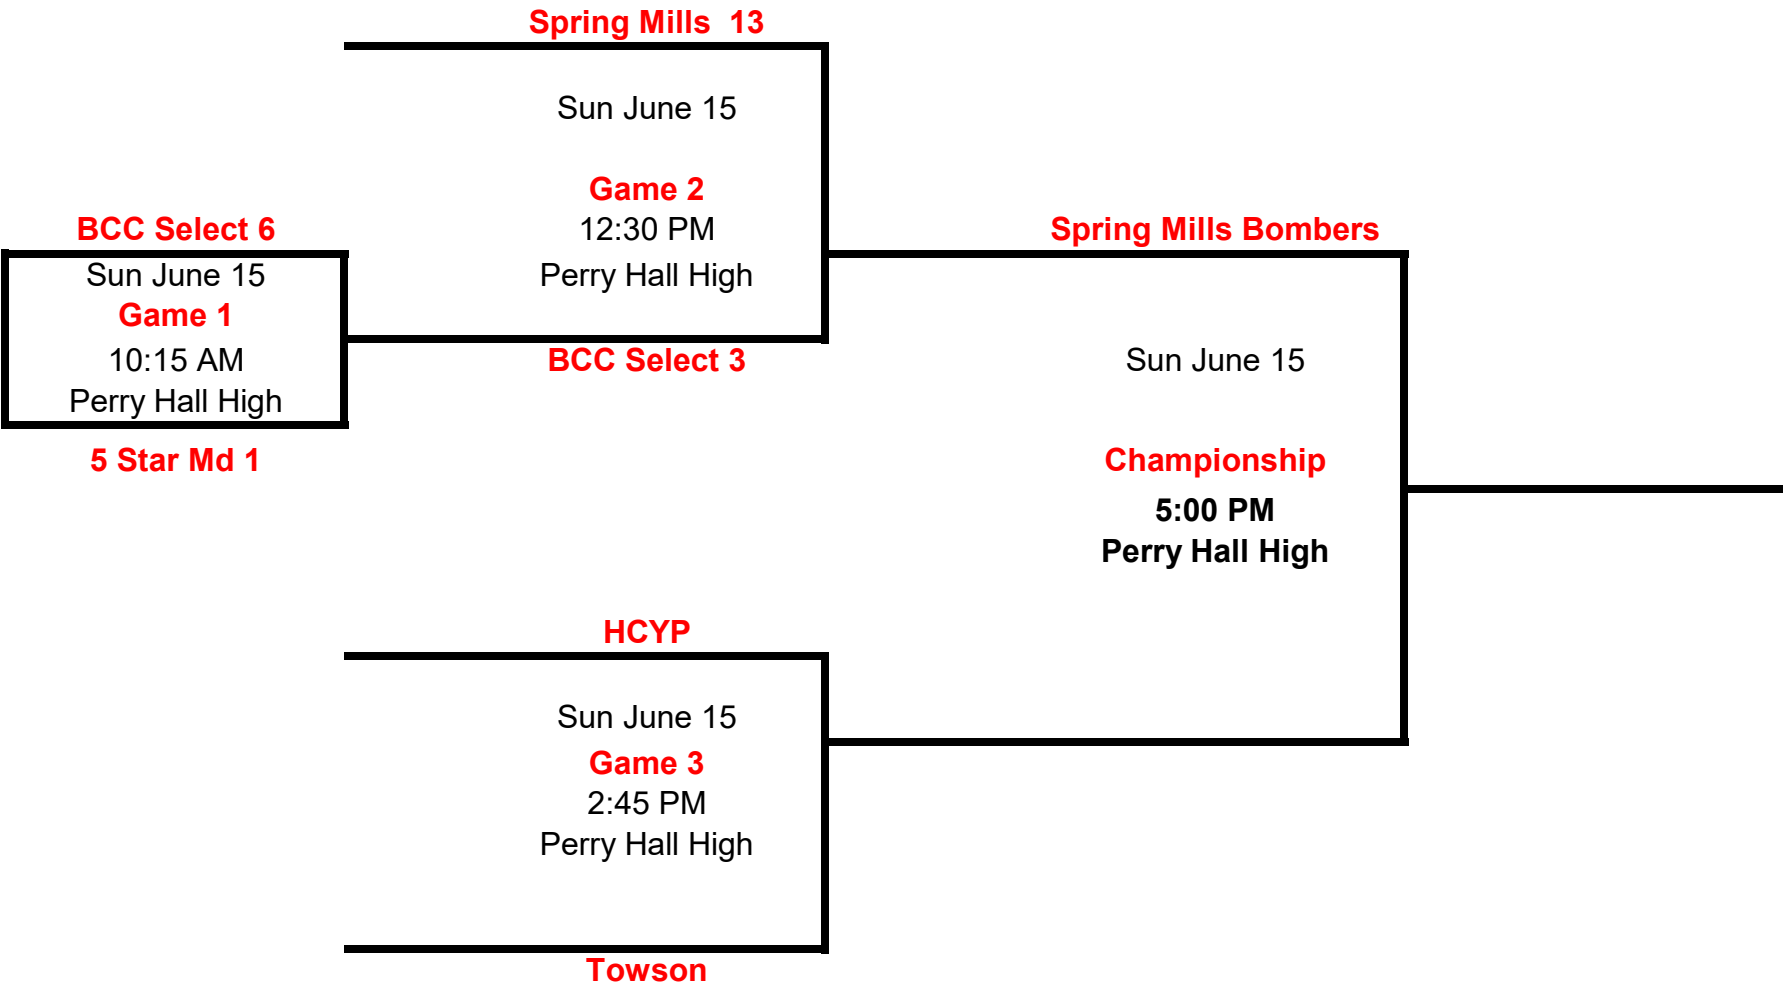 Spring Mills  13
Sun June 15
Game 2
12:30 PM
Perry Hall High
BCC Select 6
Sun June 15
Game 1
10:15 AM
Perry Hall High
5 Star Md 1
BCC Select 3
Spring Mills Bombers
Sun June 15
Championship
5:00 PM
Perry Hall High
HCYP
Sun June 15
Game 3
2:45 PM
Perry Hall High
Towson